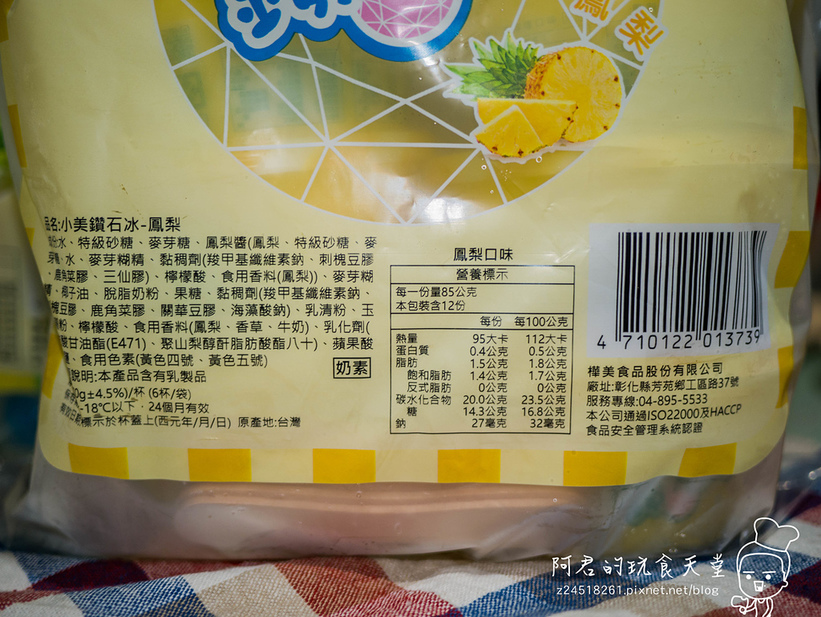 鳳梨
品名:小美鑽石冰-鳳梨
水、特級砂糖、麥芽糖、鳳梨醬(鳳梨、特級砂糖、麥
、水、麥芽糊精、黏稠劑(羧甲基纖維素鈉、刺槐豆膠
、鹿角菜膠、三仙膠)、檸檬酸、食用香料(鳳梨))、麥芽糊
、椰子油、脫脂奶粉、果糖、黏稠劑(羧甲基纖維素鈉、
槐豆膠、鹿角菜膠、關華豆膠、海藻酸鈉)、乳清粉、玉
粉、檸檬酸、食用香料(鳳梨、香草、牛奶)、乳化劑(
酸甘油酯(E471)、聚山梨醇酐脂肪酸酯八十)、蘋果酸
、食用色素(黃色四號、黃色五號)
說明:本產品含有乳製品
奶素
g±4.5%)/杯 (6杯/袋)
-18℃以下，24個月有效
標示於杯蓋上(西元年/月/日) 原產地:台灣
鳳梨口味
營養標示
每一份量85公克
本包裝含12份
每份 每100公克
熱量 95大卡 112大卡
蛋白質 0.4公克 0.5公克
脂肪 1.5公克 1.8公克
飽和脂肪 1.4公克 1.7公克
反式脂肪 0公克 0公克
碳水化合物 20.0公克 23.5公克
糖 14.3公克 16.8公克
鈉 27毫克 32毫克
4 710122 013739
樺美食品股份有限公司
廠址:彰化縣芳苑鄉工區路37號
服務專線:04-895-5533
本公司通過ISO22000及HACCP
食品安全管理系統認證
阿君的玩食天堂
z24518261.pixnet.net/blog